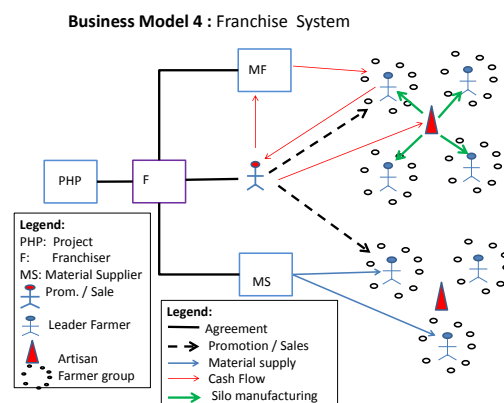 Business Model 4 : Franchise System
MF
PHP
F
MS
Legend:
PHP: Project
F: Franchiser
MS: Material Supplier
Prom. / Sale
Leader Farmer
Artisan
Farmer group
Legend:
Agreement
Promotion / Sales
Material supply
Cash Flow
Silo manufacturing